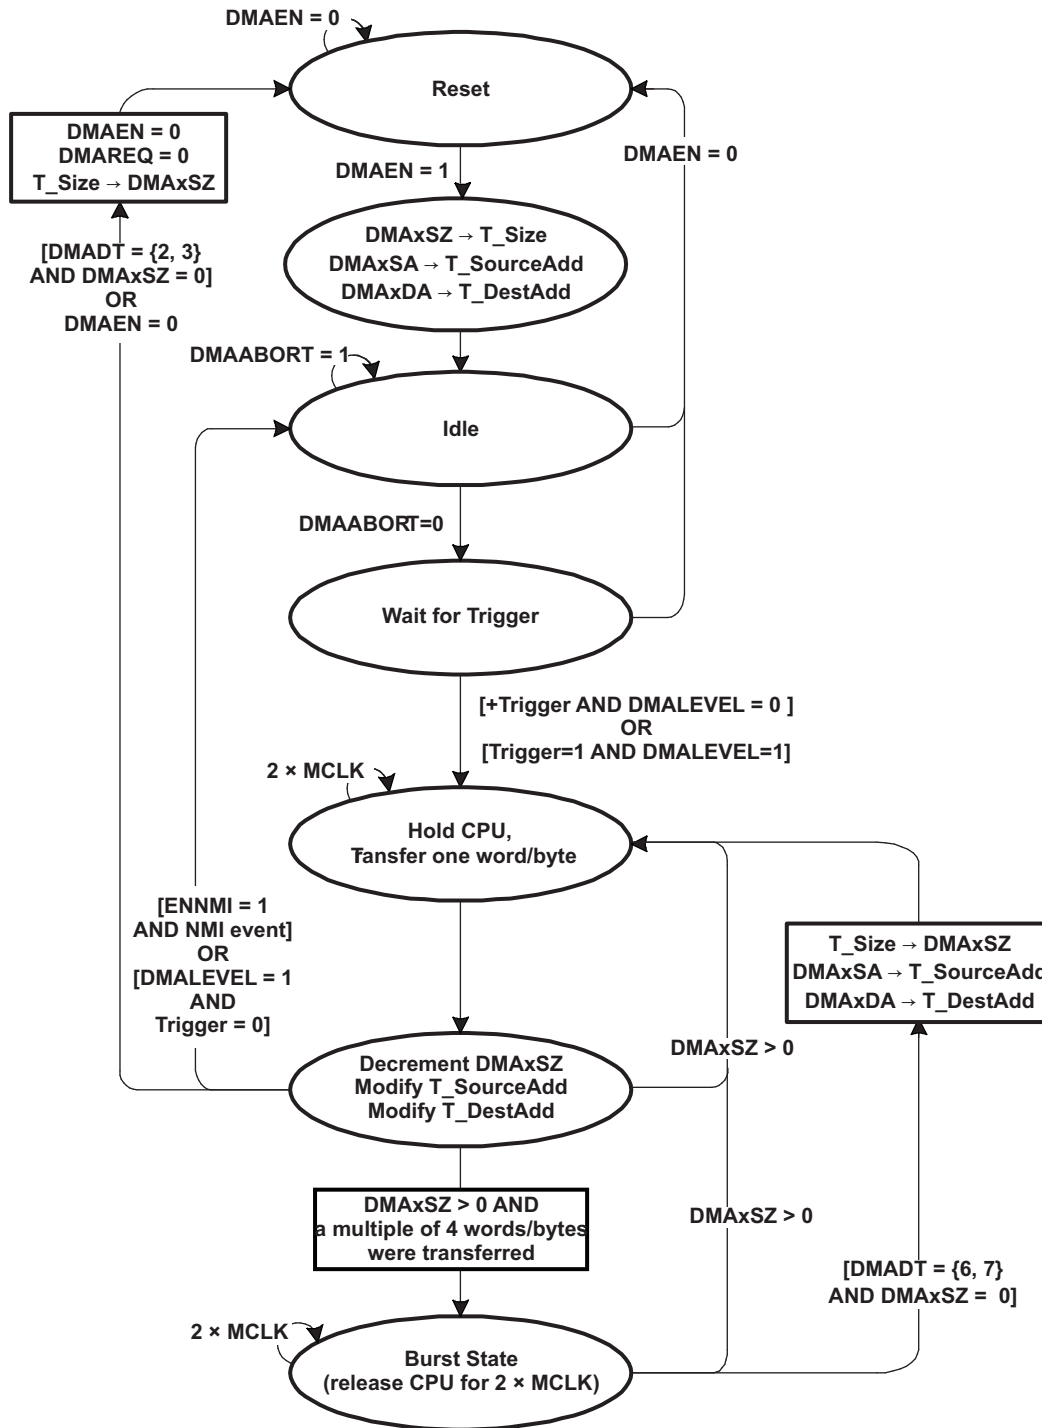 DMAEN = 0
Reset
DMAEN = 0
DMAREQ = 0
T_Size → DMAxSZ
DMAEN = 0
DMAEN = 1
DMAxSZ → T_Size
DMAxSA → T_SourceAdd
DMAxDA → T_DestAdd
[DMADT = {2, 3}
AND DMAxSZ = 0]
OR
DMAEN = 0
DMAABORT = 1
Idle
DMAABORT=0
Wait for Trigger
[+Trigger AND DMALEVEL = 0 ]
OR
[Trigger=1 AND DMALEVEL=1]
2 × MCLK
Hold CPU,
Tansfer one word/byte
[ENNMI = 1
AND NMI event]
OR
[DMALEVEL = 1
AND
Trigger = 0]
T_Size → DMAxSZ
DMAxSA → T_SourceAdd
DMAxDA → T_DestAdd
DMAxSZ > 0
Decrement DMAxSZ
Modify T_SourceAdd
Modify T_DestAdd
DMAxSZ > 0 AND
a multiple of 4 words/bytes
were transferred
DMAxSZ > 0
[DMADT = {6, 7}
AND DMAxSZ = 0]
2 × MCLK
Burst State
(release CPU for 2 × MCLK)